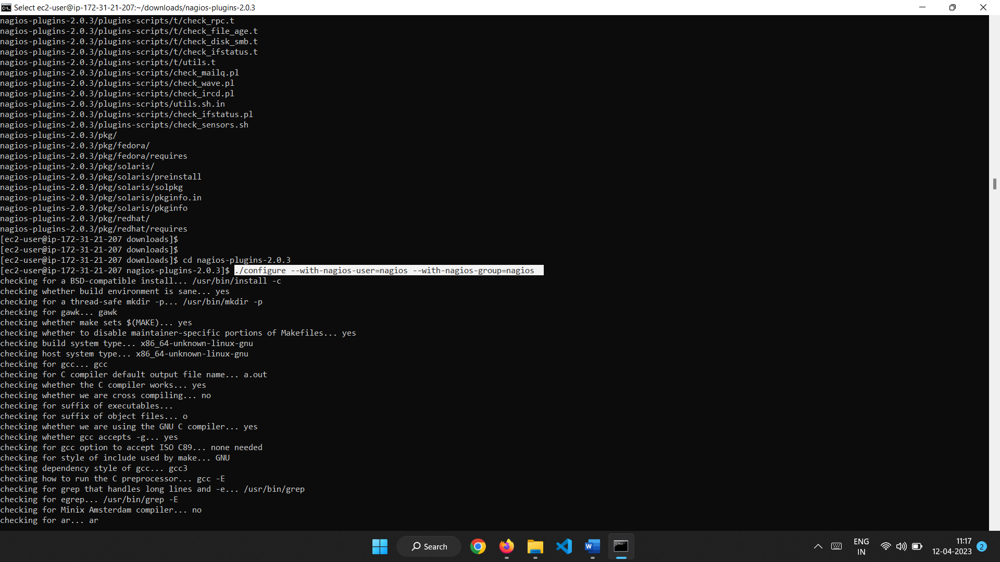 Select ec2-user@ip-172-31-21-207:~/downloads/nagios-plugins-2.0.3
nagios-plugins-2.0.3/plugins-scripts/t/check_rpc.t
nagios-plugins-2.0.3/plugins-scripts/t/check_file_age.t
nagios-plugins-2.0.3/plugins-scripts/t/check_disk_smb.t
nagios-plugins-2.0.3/plugins-scripts/t/check_ifstatus.t
nagios-plugins-2.0.3/plugins-scripts/t/utils.t
nagios-plugins-2.0.3/plugins-scripts/check_mailq.pl
nagios-plugins-2.0.3/plugins-scripts/check_wave.pl
nagios-plugins-2.0.3/plugins-scripts/check_ircd.pl
nagios-plugins-2.0.3/plugins-scripts/utils.sh.in
nagios-plugins-2.0.3/plugins-scripts/check_ifstatus.pl
nagios-plugins-2.0.3/plugins-scripts/check_sensors.sh
nagios-plugins-2.0.3/pkg/
nagios-plugins-2.0.3/pkg/fedora/
nagios-plugins-2.0.3/pkg/fedora/requires
nagios-plugins-2.0.3/pkg/solaris/
nagios-plugins-2.0.3/pkg/solaris/preinstall
nagios-plugins-2.0.3/pkg/solaris/solpkg
nagios-plugins-2.0.3/pkg/solaris/pkginfo.in
nagios-plugins-2.0.3/pkg/solaris/pkginfo
nagios-plugins-2.0.3/pkg/redhat/
nagios-plugins-2.0.3/pkg/redhat/requires
[ec2-user@ip-172-31-21-207 downloads]$
[ec2-user@ip-172-31-21-207 downloads]$
[ec2-user@ip-172-31-21-207 downloads]$ cd nagios-plugins-2.0.3
[ec2-user@ip-172-31-21-207 nagios-plugins-2.0.3]$ ./configure --with-nagios-user=nagios --with-nagios-group=nagios
checking for a BSD-compatible install... /usr/bin/install -c
checking whether build environment is sane... yes
checking for a thread-safe mkdir -p... /usr/bin/mkdir -p
checking for gawk... gawk
checking whether make sets $(MAKE)... yes
checking whether to disable maintainer-specific portions of Makefiles... yes
checking build system type... x86_64-unknown-linux-gnu
checking host system type... x86_64-unknown-linux-gnu
checking for gcc... gcc
checking for C compiler default output file name... a.out
checking whether the C compiler works... yes
checking whether we are cross compiling... no
checking for suffix of executables...
checking for suffix of object files... o
checking whether we are using the GNU C compiler... yes
checking whether gcc accepts -g... yes
checking for gcc option to accept ISO C89... none needed
checking for style of include used by make... GNU
checking dependency style of gcc... gcc3
checking how to run the C preprocessor... gcc -E
checking for grep that handles long lines and -e... /usr/bin/grep
checking for egrep... /usr/bin/grep -E
checking for Minix Amsterdam compiler... no
checking for ar... ar
Search
ENG
IN
11:17
12-04-2023
2